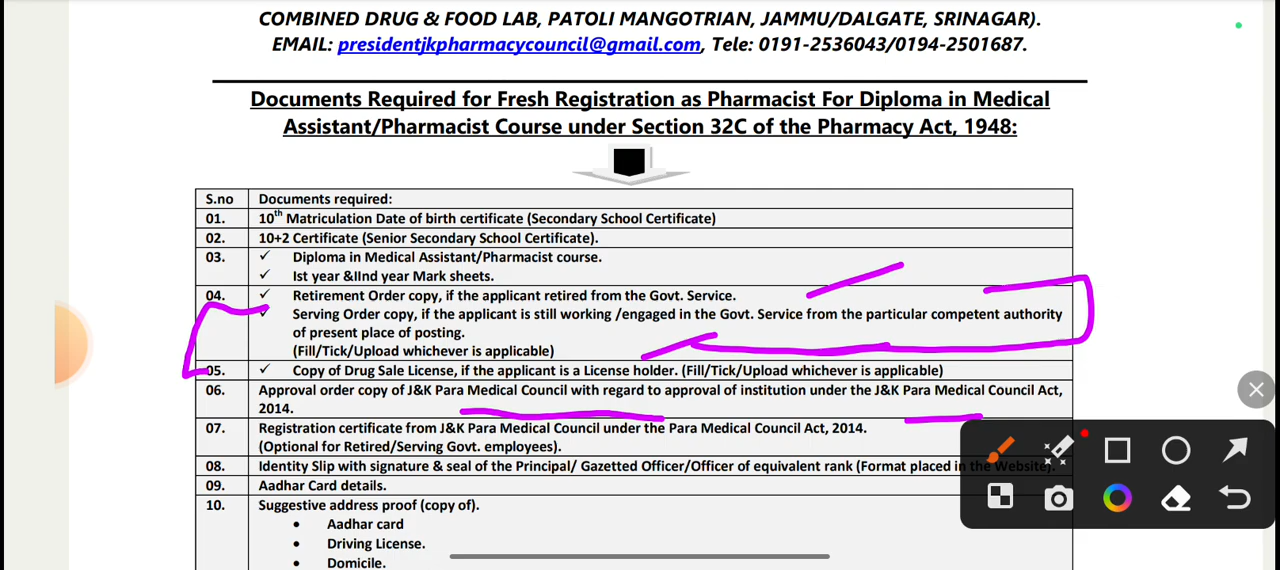 COMBINED DRUG & FOOD LAB, PATOLI MANGOTRIAN, JAMMU/DALGATE, SRINAGAR).
EMAIL: presidentjkpharmacycouncil@gmail.com, Tele: 0191-2536043/0194-2501687.
Documents Required for Fresh Registration as Pharmacist For Diploma in Medical
Assistant/Pharmacist Course under Section 32C of the Pharmacy Act, 1948:
S.no Documents required:
01. 10th Matriculation Date of birth certificate (Secondary School Certificate)
02. 10+2 Certificate (Senior Secondary School Certificate).
03. ✓ Diploma in Medical Assistant/Pharmacist course.
✓ Ist year &IInd year Mark sheets.
04. ✓ Retirement Order copy, if the applicant retired from the Govt. Service.
✓ Serving Order copy, if the applicant is still working /engaged in the Govt. Service from the particular competent authority
of present place of posting.
(Fill/Tick/Upload whichever is applicable)
05. ✓ Copy of Drug Sale License, if the applicant is a License holder. (Fill/Tick/Upload whichever is applicable)
06. Approval order copy of J&K Para Medical Council with regard to approval of institution under the J&K Para Medical Council Act,
2014.
07. Registration certificate from J&K Para Medical Council under the Para Medical Council Act, 2014.
(Optional for Retired/Serving Govt. employees).
08. Identity Slip with signature & seal of the Principal/ Gazetted Officer/Officer of equivalent rank (Format placed in the Website).
09. Aadhar Card details.
10. Suggestive address proof (copy of).
• Aadhar card
• Driving License.
• Domicile.